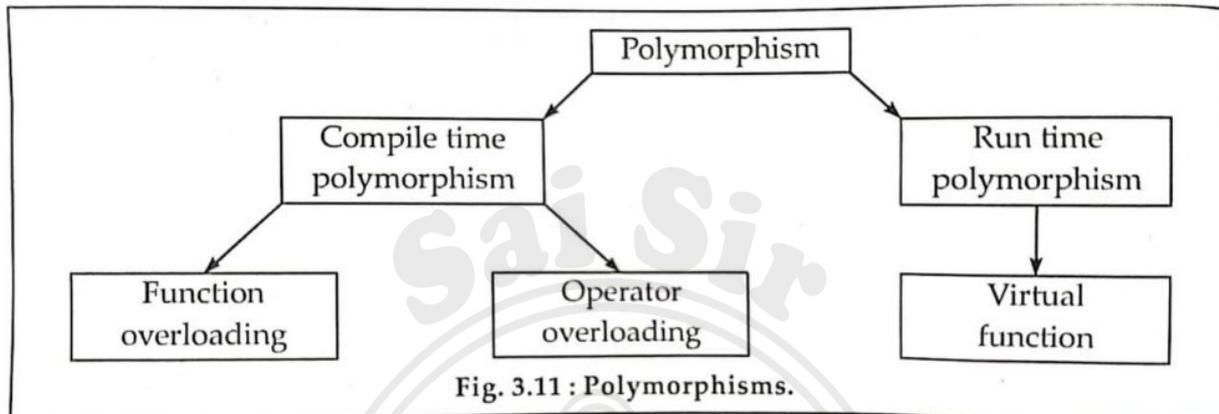 Polymorphism
Compile time
polymorphism
Run time
polymorphism
Function
overloading
Operator
overloading
Virtual
function
Fig. 3.11 : Polymorphisms.
Sai Sir